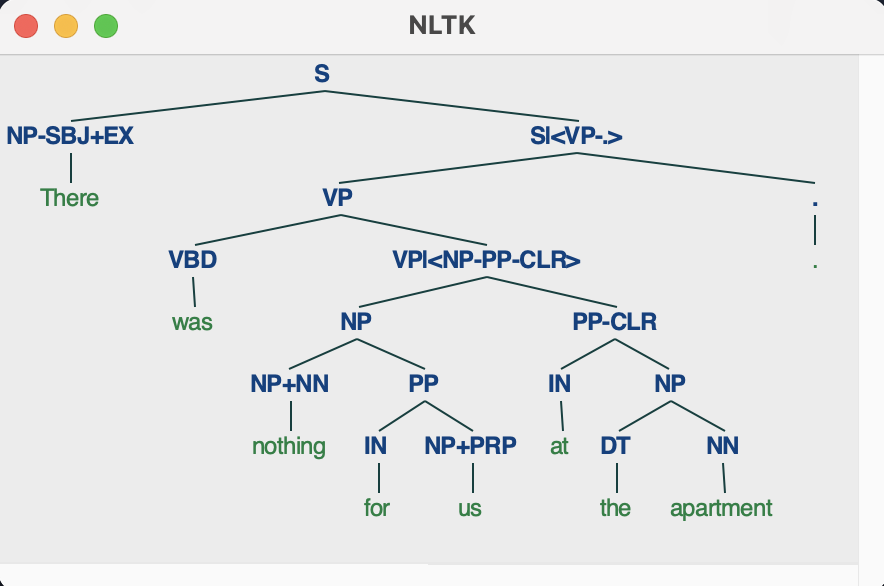 NLTK
S
NP-SBJ+EX S|<VP-.>
There VP .
VBD VP|<NP-PP-CLR> .
was NP PP-CLR
NP+NN PP IN NP
nothing IN NP+PRP at DT NN
for us the apartment